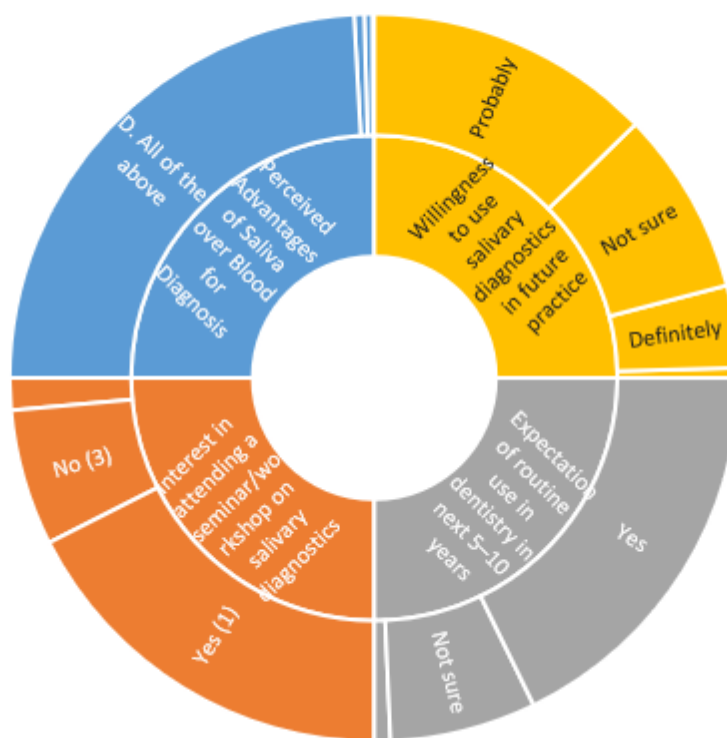 D. All of the
above
Perceived
Advantages
of Saliva
over Blood
for
Diagnosis
Probably
Not sure
Definitely
Willingness
to use
salivary
diagnostics
in future
practice
Yes
Not sure
Expectation
of routine
use in
dentistry in
next 5–10
years
Interest in
attending a
seminar/wo
rkshop on
salivary
diagnostics
No (3)
Yes (1)